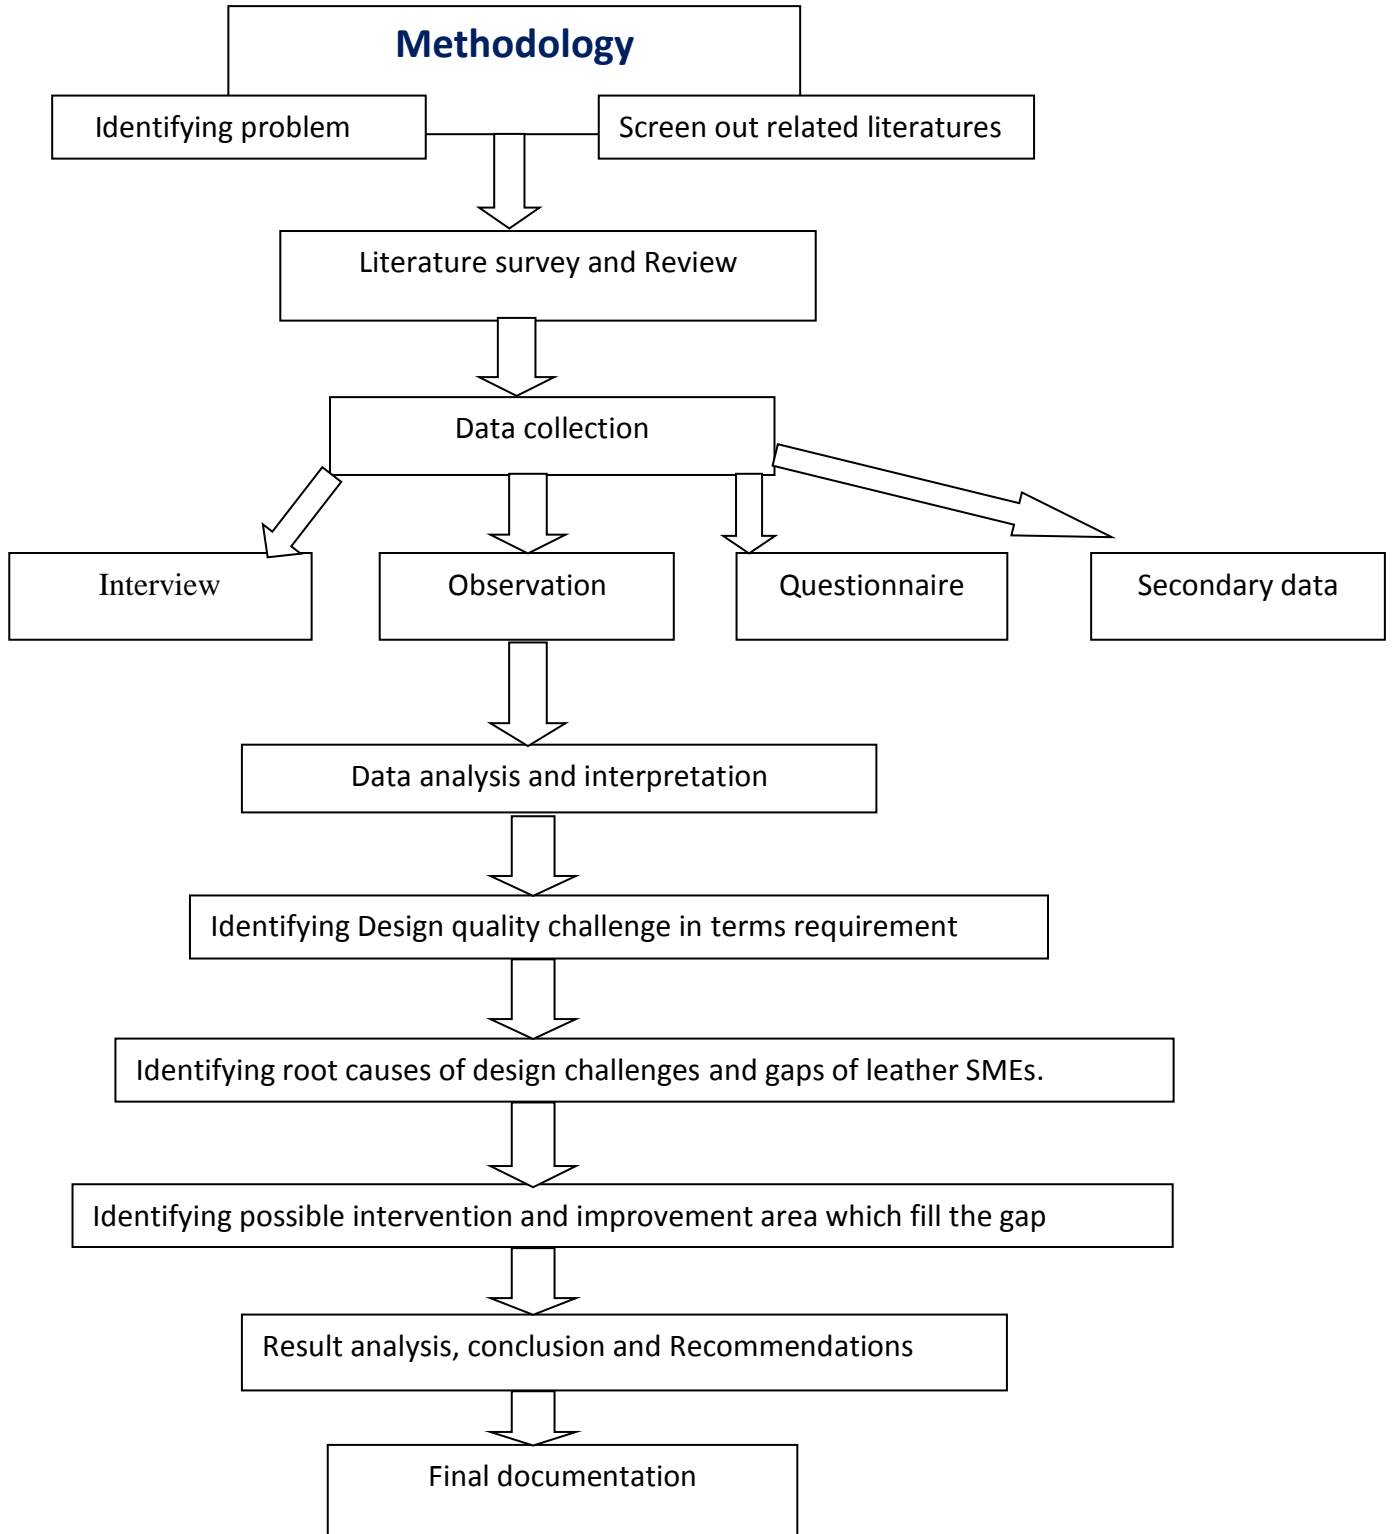 Methodology
Identifying problem
Screen out related literatures
Literature survey and Review
Data collection
Interview
Observation
Questionnaire
Secondary data
Data analysis and interpretation
Identifying Design quality challenge in terms requirement
Identifying root causes of design challenges and gaps of leather SMEs.
Identifying possible intervention and improvement area which fill the gap
Result analysis, conclusion and Recommendations
Final documentation